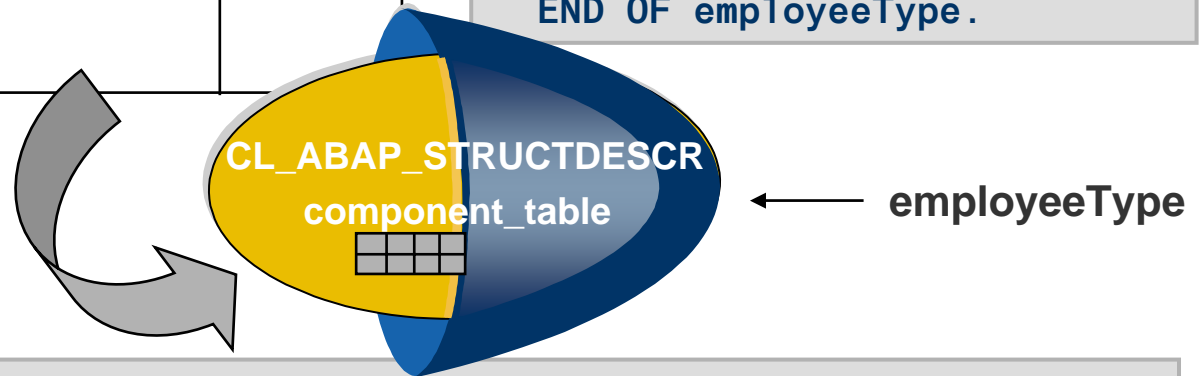 END OF employeeType.
CL_ABAP_STRUCTDESCR
component_table
employeeType